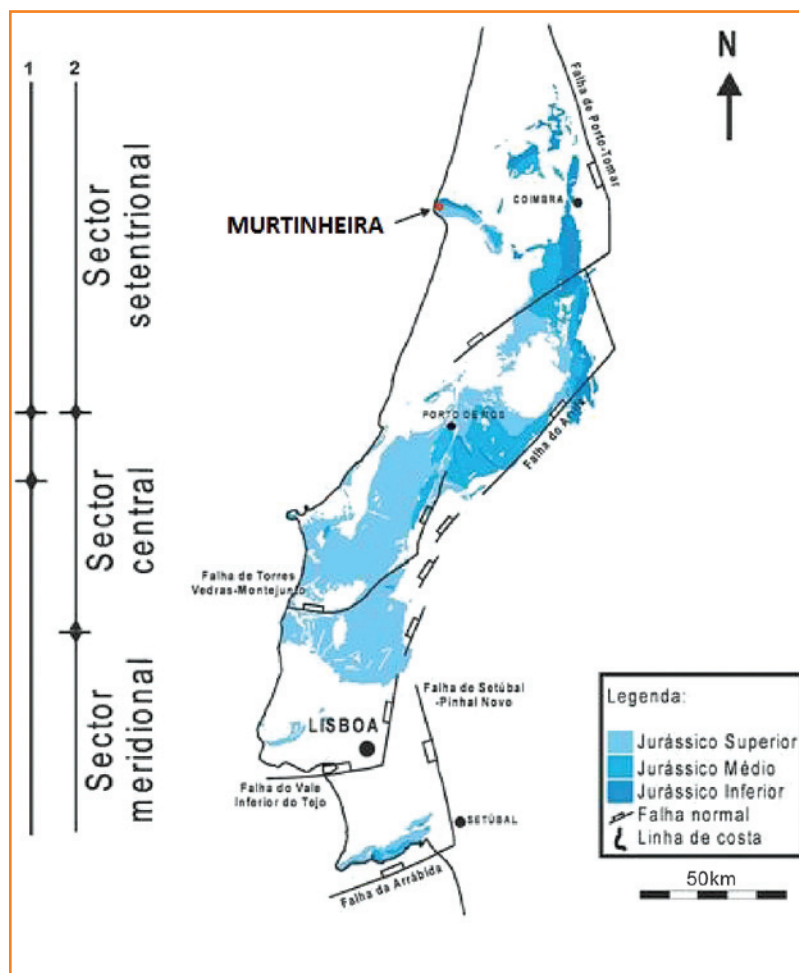 1
2
N
Falha de Porto-Tomar
COIMBRA
MURTINHEIRA
Sector
setentrional
PORTO DE MOS
Falha do Arrife
Sector
central
Falha de Torres
Vedras-Montejunto
Sector
meridional
Falha de Setúbal
-Pinhal Novo
LISBOA
Falha do Vale
Inferior do Tejo
SETÚBAL
Falha da Arrábida
Legenda:
Jurássico Superior
Jurássico Médio
Jurássico Inferior
Falha normal
Linha de costa
50km